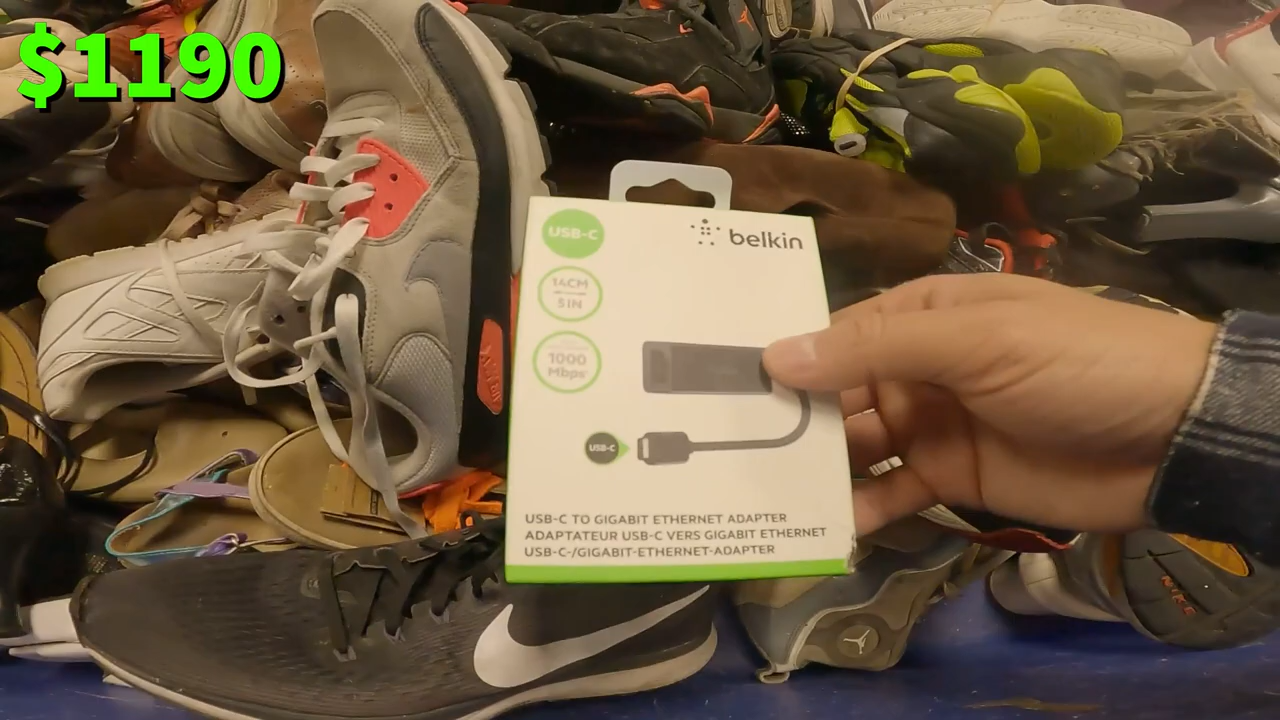 $1190
USB-C
belkin
14CM
5IN
1000
Mbps
USB-C
USB-C TO GIGABIT ETHERNET ADAPTER
ADAPTATEUR USB-C VERS GIGABIT ETHERNET
USB-C-/GIGABIT-ETHERNET-ADAPTER
NIKE